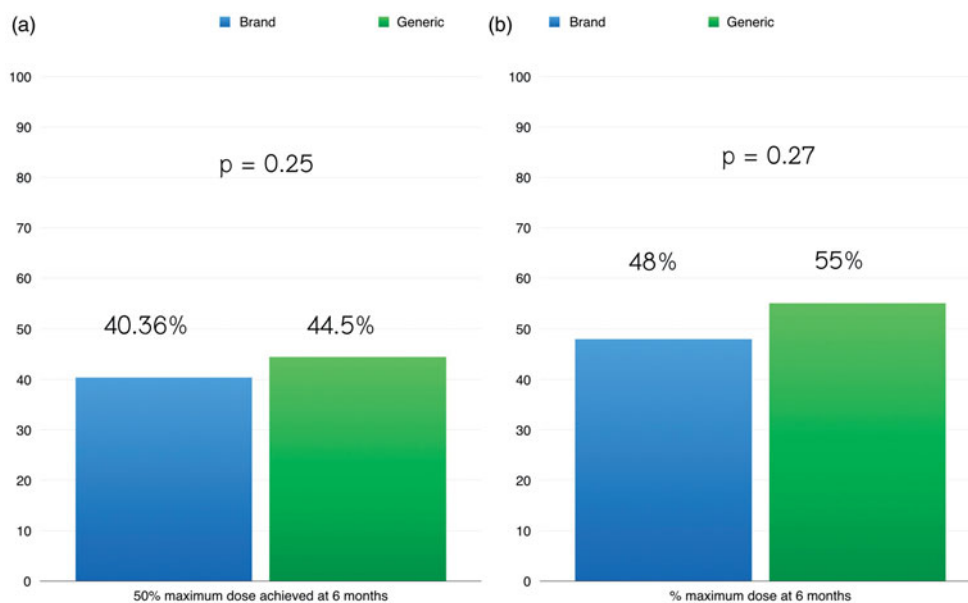 (a)
Brand
Generic
100
90
80
70
60
50
40
30
20
10
0
p = 0.25
40.36%
44.5%
50% maximum dose achieved at 6 months
(b)
Brand
Generic
100
90
80
70
60
50
40
30
20
10
0
p = 0.27
48%
55%
% maximum dose at 6 months